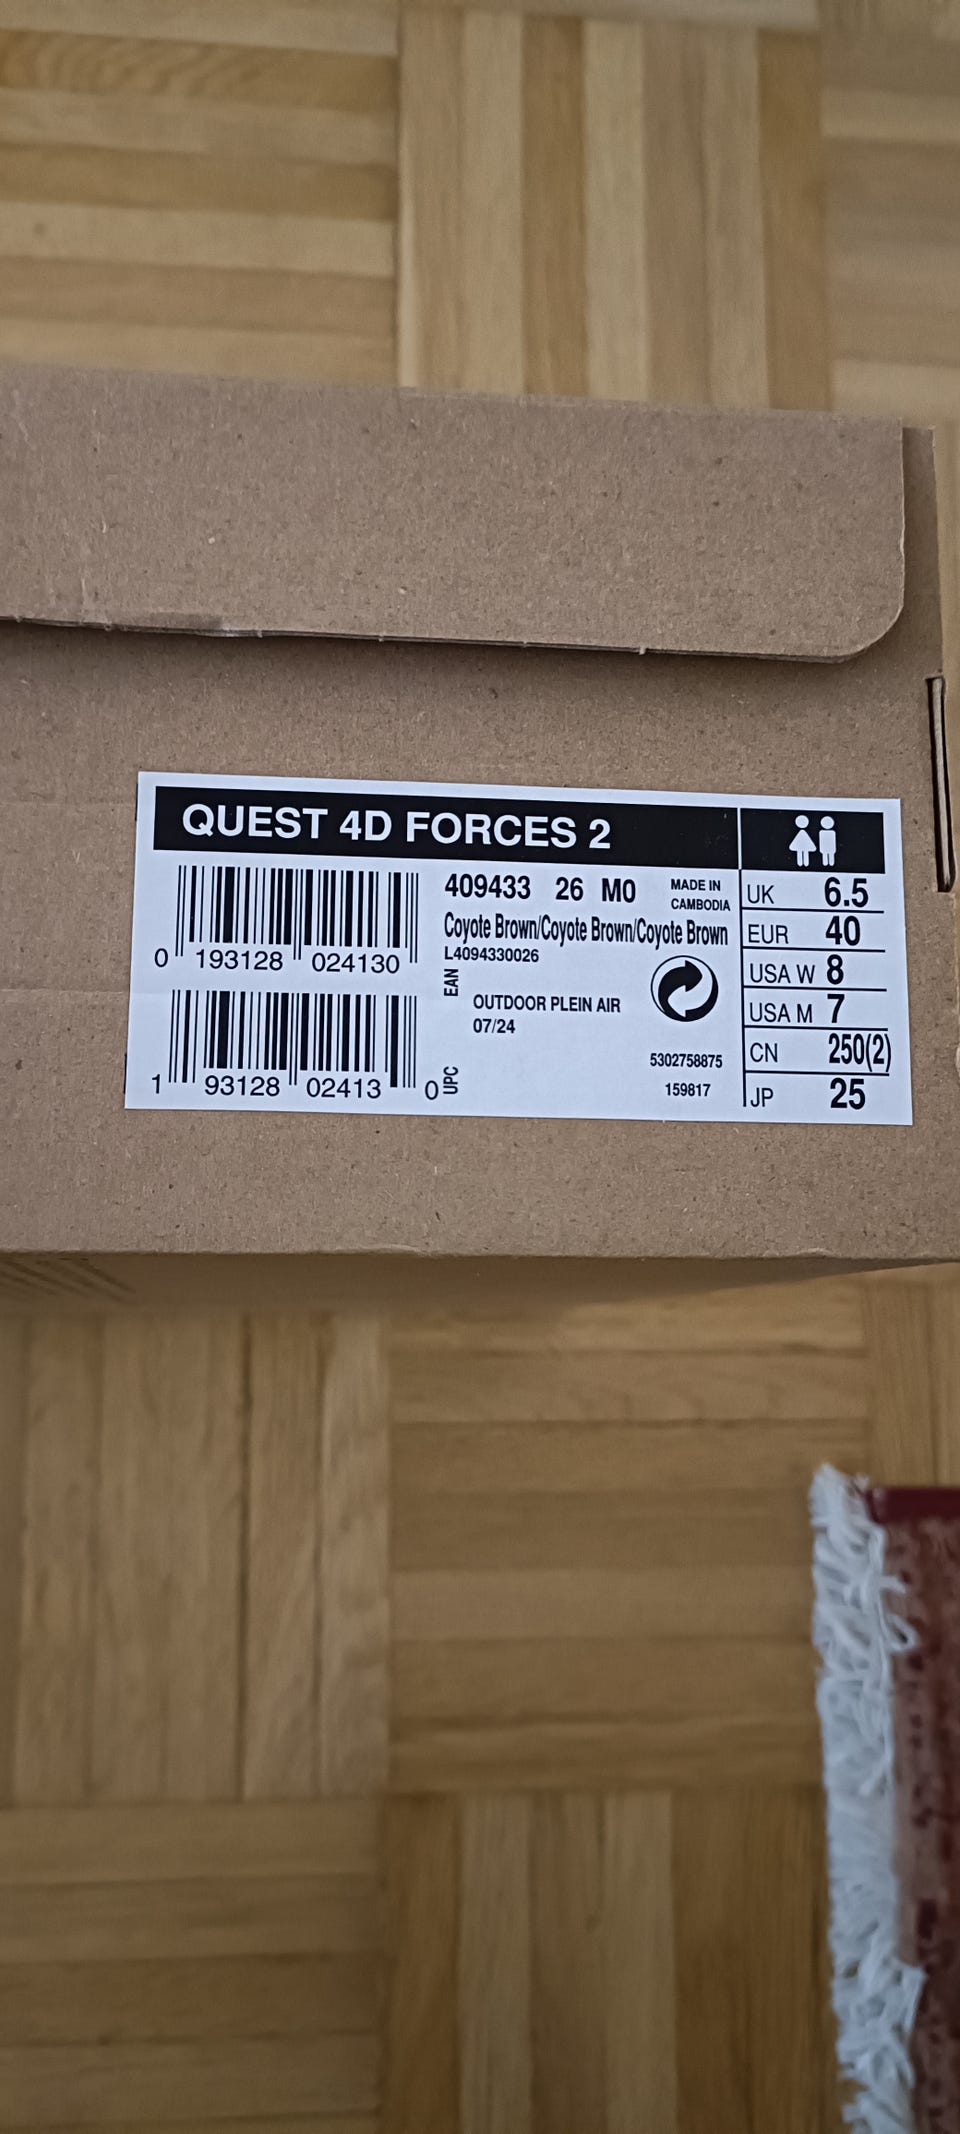 QUEST 4D FORCES 2
0 193128 024130
1 93128 02413 0
EAN
UPC
409433 26 M0
MADE IN
CAMBODIA
Coyote Brown/Coyote Brown/Coyote Brown
L4094330026
OUTDOOR PLEIN AIR
07/24
5302758875
159817
UK 6.5
EUR 40
USA W 8
USA M 7
CN 250(2)
JP 25